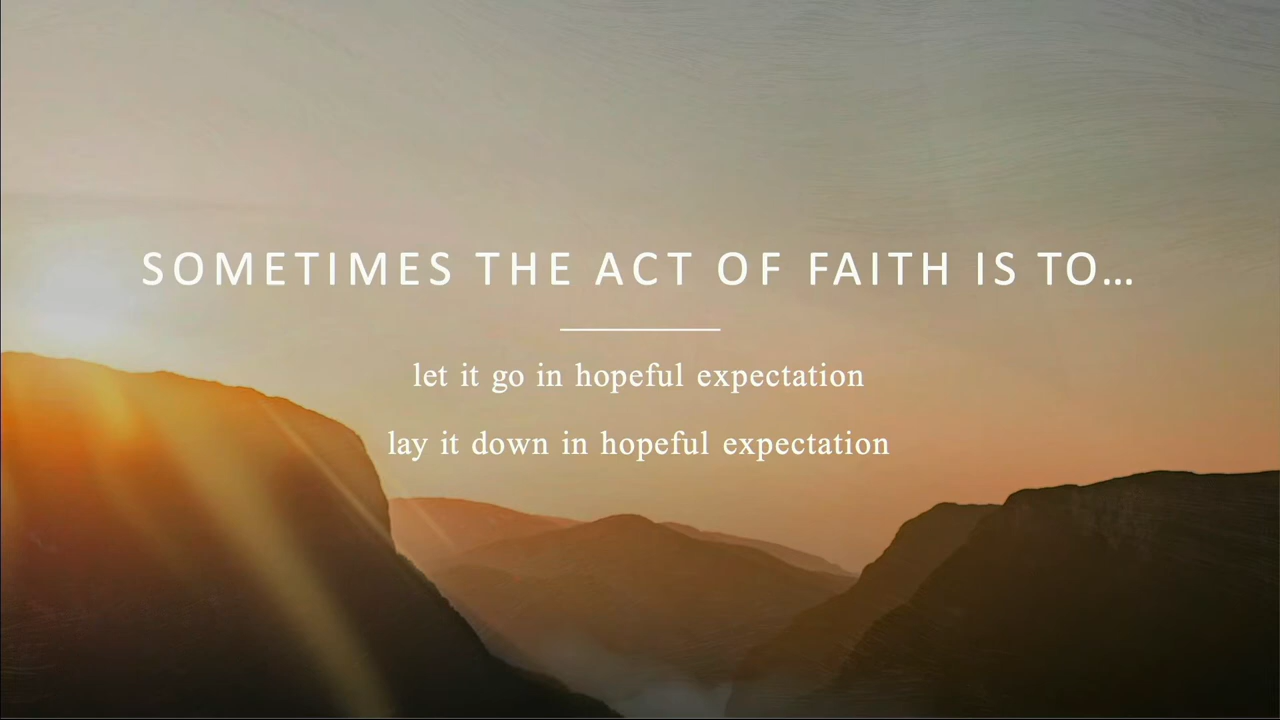 SOMETIMES THE ACT OF FAITH IS TO…
let it go in hopeful expectation
lay it down in hopeful expectation